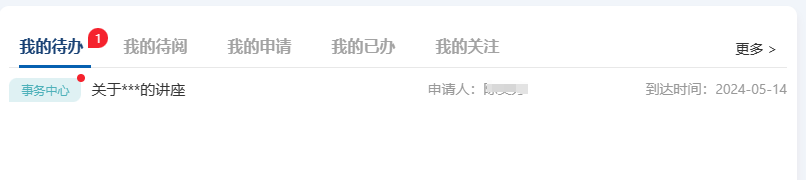 我的待办 1 我的待阅 我的申请 我的已办 我的关注 更多 >
事务中心 关于***的讲座 申请人： 到达时间：2024-05-14